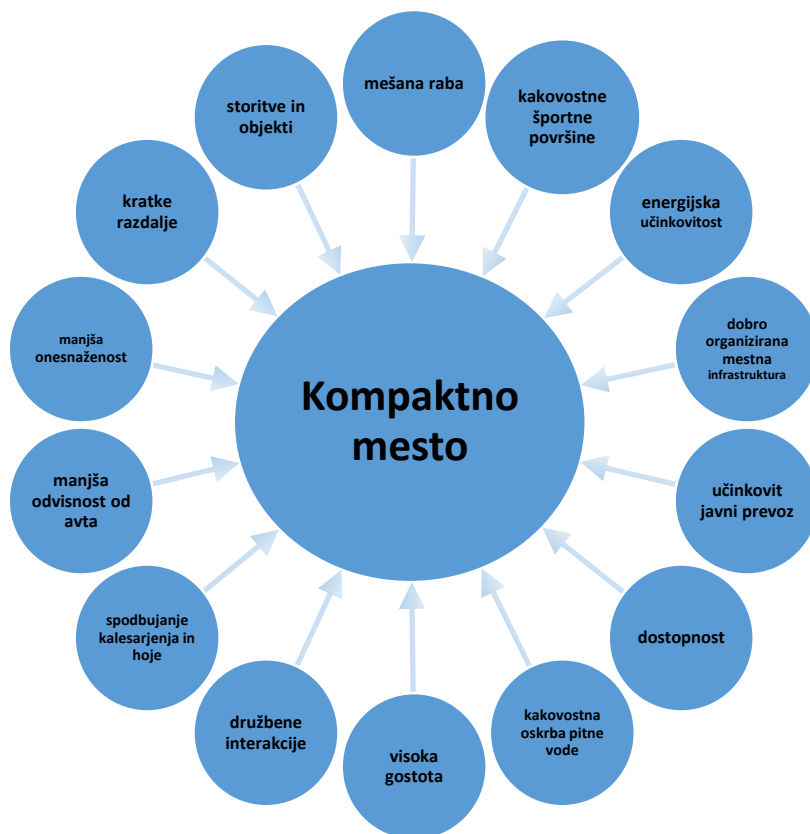 mešana raba
kakovostne
športne
površine
energijska
učinkovitost
dobro
organizirana
mestna
infrastruktura
učinkovit
javni prevoz
dostopnost
kakovostna
oskrba pitne
vode
visoka
gostota
družbene
interakcije
spodbujanje
kalesarjenja in
hoje
manjša
odvisnost od
avta
manjša
onesnaženost
kratke
razdalje
storitve in
objekti
Kompaktno
mesto